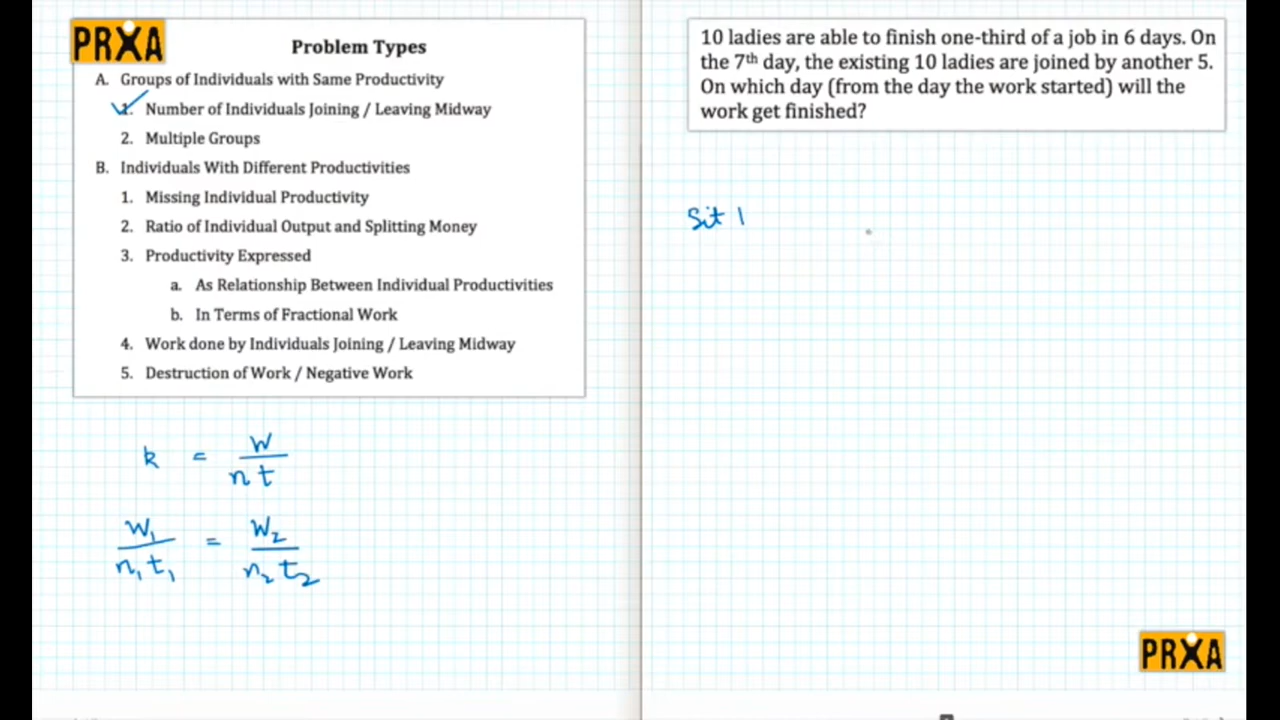 PRXA
Problem Types
A. Groups of Individuals with Same Productivity
1. Number of Individuals Joining / Leaving Midway
2. Multiple Groups
B. Individuals With Different Productivities
1. Missing Individual Productivity
2. Ratio of Individual Output and Splitting Money
3. Productivity Expressed
a. As Relationship Between Individual Productivities
b. In Terms of Fractional Work
4. Work done by Individuals Joining / Leaving Midway
5. Destruction of Work / Negative Work
k = W / n t
W₁ / n₁ t₁ = W₂ / n₂ t₂
10 ladies are able to finish one-third of a job in 6 days. On
the 7th day, the existing 10 ladies are joined by another 5.
On which day (from the day the work started) will the
work get finished?
Sit 1
PRXA